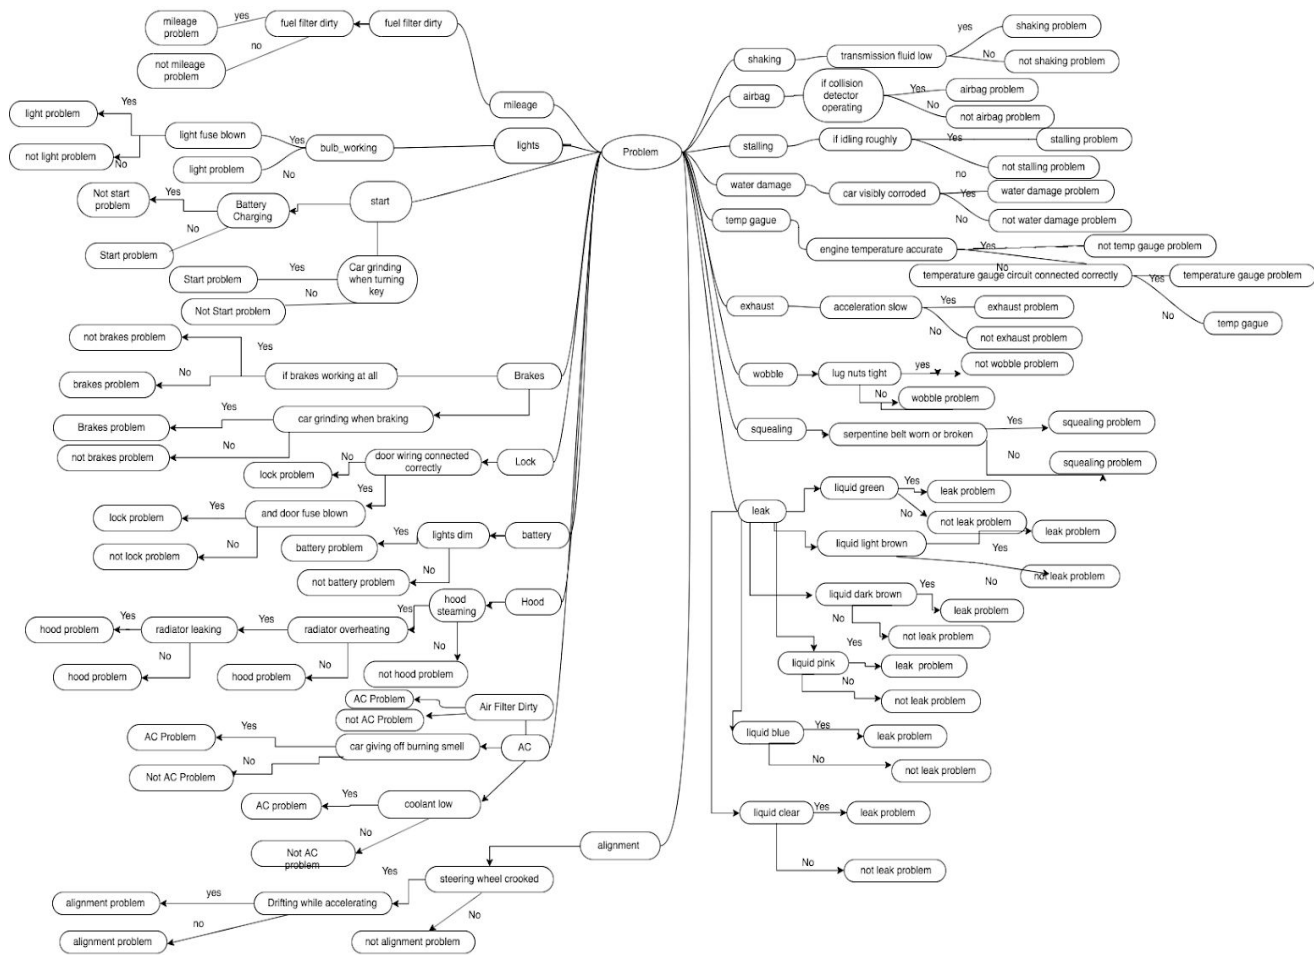 mileage
problem
yes
fuel filter dirty
fuel filter dirty
no
not mileage
problem
mileage
light problem
Yes
light fuse blown
Yes
bulb_working
lights
not light problem
No
light problem
No
Not start
problem
Yes
Battery
Charging
start
No
Start problem
Start problem
Yes
Car grinding
when turning
key
No
Not Start problem
not brakes problem
Yes
brakes problem
No
if brakes working at all
Brakes
Brakes problem
Yes
car grinding when braking
not brakes problem
No
lock problem
No
door wiring connected
correctly
Lock
Yes
lock problem
Yes
and door fuse blown
not lock problem
No
battery problem
Yes
lights dim
battery
not battery problem
No
hood
steaming
Hood
Yes
hood problem
Yes
radiator leaking
Yes
radiator overheating
No
hood problem
No
hood problem
No
not hood problem
AC Problem
not AC Problem
Air Filter Dirty
AC Problem
Yes
car giving off burning smell
AC
Not AC Problem
No
AC problem
Yes
coolant low
No
Not AC
problem
alignment
steering wheel crooked
Yes
alignment problem
yes
Drifting while accelerating
no
alignment problem
No
not alignment problem
Problem
shaking
transmission fluid low
yes
shaking problem
No
not shaking problem
airbag
if collision
detector
operating
Yes
airbag problem
No
not airbag problem
stalling
if idling roughly
Yes
stalling problem
no
not stalling problem
water damage
car visibly corroded
Yes
water damage problem
No
not water damage problem
temp gague
engine temperature accurate
Yes
not temp gauge problem
No
temperature gauge circuit connected correctly
Yes
temperature gauge problem
No
temp gague
exhaust
acceleration slow
Yes
exhaust problem
No
not exhaust problem
wobble
lug nuts tight
yes
not wobble problem
No
wobble problem
squealing
serpentine belt worn or broken
Yes
squealing problem
No
squealing problem
leak
liquid green
Yes
leak problem
No
not leak problem
liquid light brown
leak problem
Yes
No
not leak problem
liquid dark brown
Yes
leak problem
No
not leak problem
liquid pink
Yes
leak problem
No
not leak problem
liquid blue
Yes
leak problem
No
not leak problem
liquid clear
Yes
leak problem
No
not leak problem